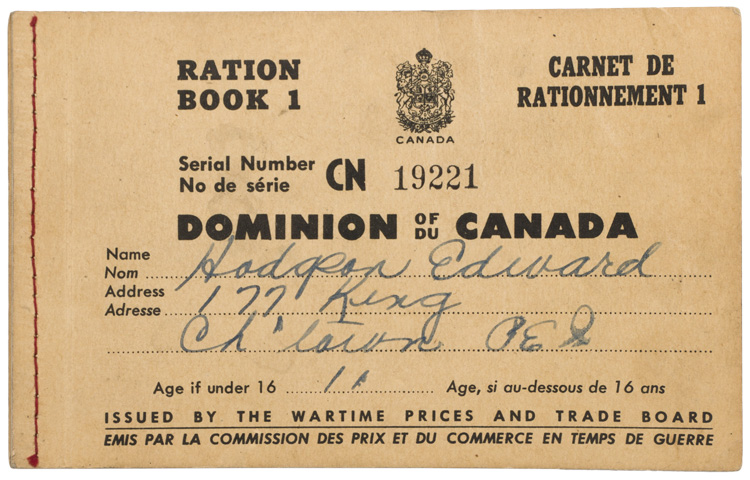 RATION
BOOK 1
CANADA
CARNET DE
RATIONNEMENT 1
Serial Number
No de série
CN 19221
DOMINION OF DU CANADA
Name
Nom Hodgson Edward
Address
Adresse 177 King
Ch'town PEI
Age if under 16 11 Age, si au-dessous de 16 ans
ISSUED BY THE WARTIME PRICES AND TRADE BOARD
EMIS PAR LA COMMISSION DES PRIX ET DU COMMERCE EN TEMPS DE GUERRE